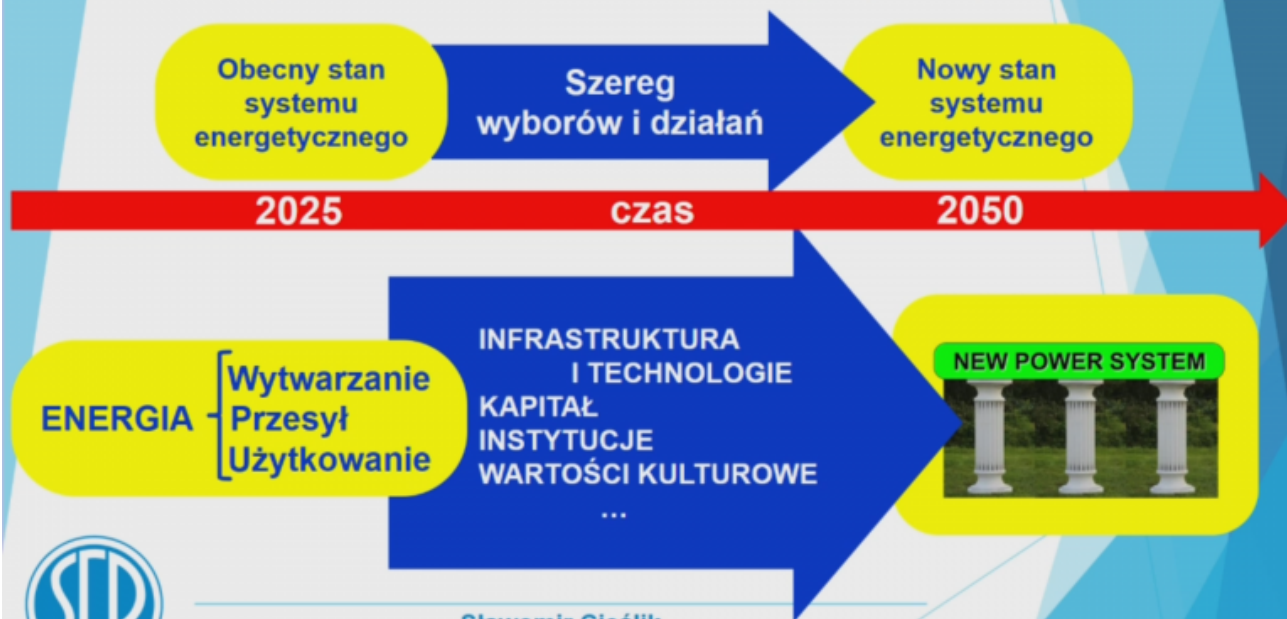 Obecny stan
systemu
energetycznego
Szereg
wyborów i działań
Nowy stan
systemu
energetycznego
2025 czas 2050
ENERGIA
Wytwarzanie
Przesył
Użytkowanie
INFRASTRUKTURA
I TECHNOLOGIE
KAPITAŁ
INSTYTUCJE
WARTOŚCI KULTUROWE
...
NEW POWER SYSTEM
SEP